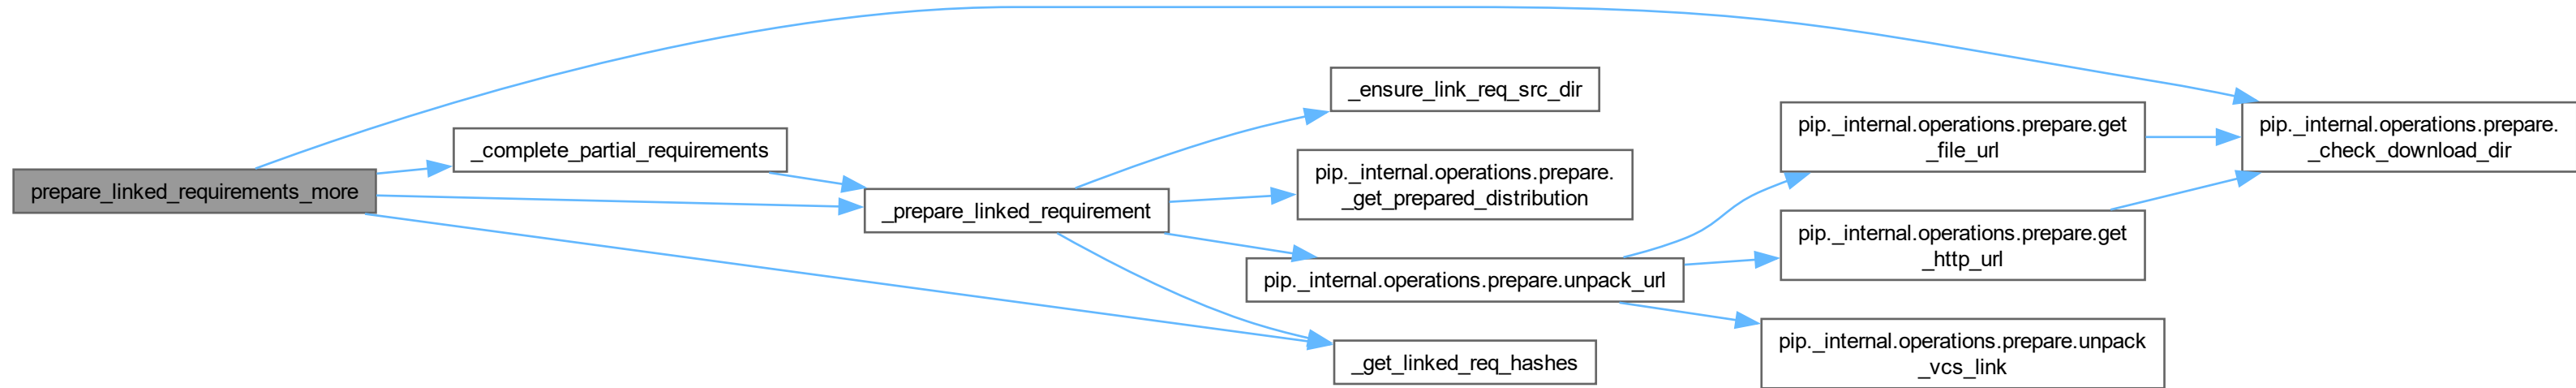 prepare_linked_requirements_more
_complete_partial_requirements
_prepare_linked_requirement
_ensure_link_req_src_dir
pip._internal.operations.prepare.
_get_prepared_distribution
pip._internal.operations.prepare.unpack_url
_get_linked_req_hashes
pip._internal.operations.prepare.get
_file_url
pip._internal.operations.prepare.get
_http_url
pip._internal.operations.prepare.unpack
_vcs_link
pip._internal.operations.prepare.
_check_download_dir